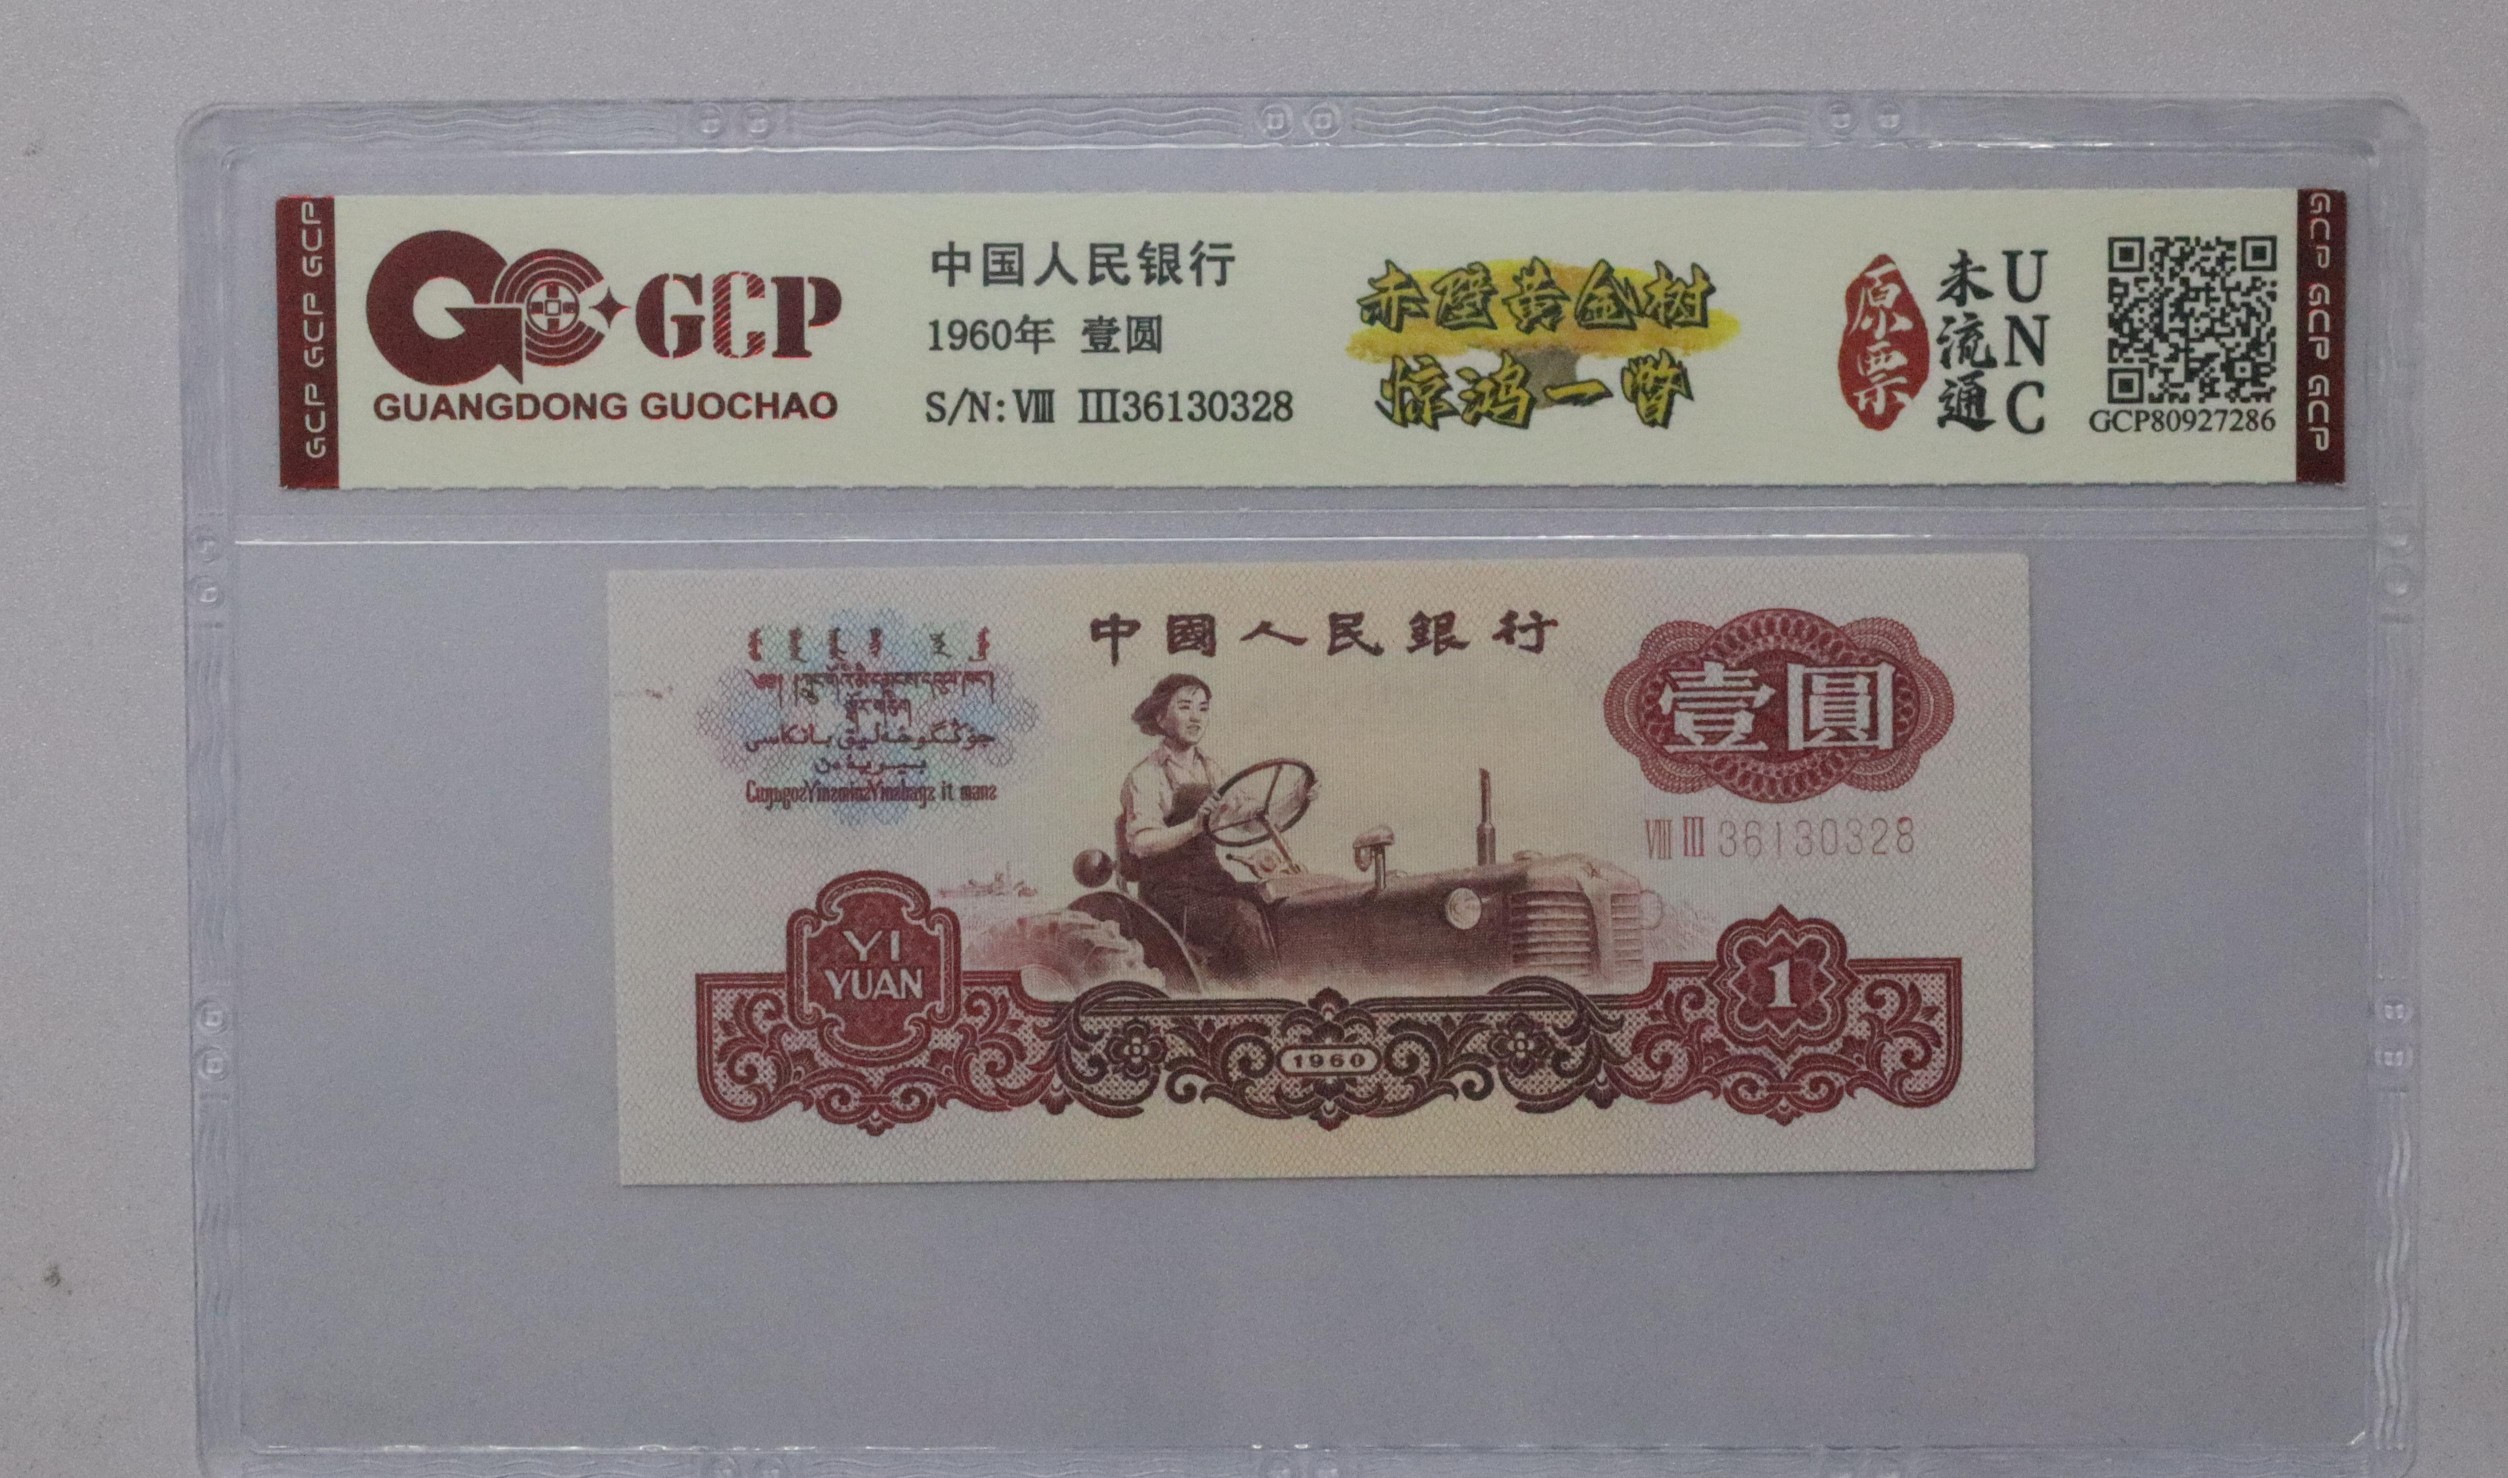 GCP GCP GCP
GCP
GUANGDONG GUOCHAO
中国人民银行
1960年 壹圆
S/N: Ⅷ Ⅲ36130328
赤壁黄金树
惊鸿一瞥
原票
未流通
UNC
GCP80927286
GCP GCP GCP
中國人民銀行
壹圓
Ⅷ Ⅲ 36130328
YI
YUAN
1
1960